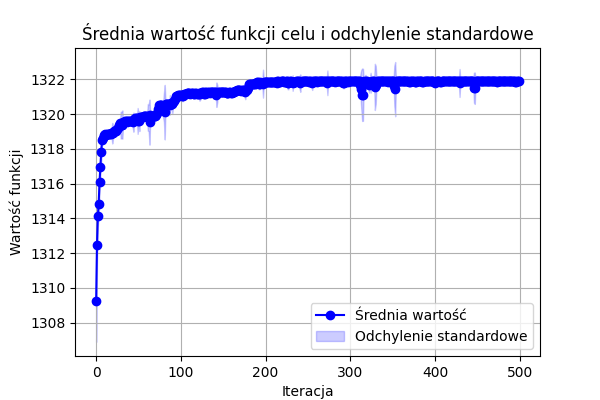 Średnia wartość funkcji celu i odchylenie standardowe
Wartość funkcji
1322
1320
1318
1316
1314
1312
1310
1308
0 100 200 300 400 500
Iteracja
Średnia wartość
Odchylenie standardowe